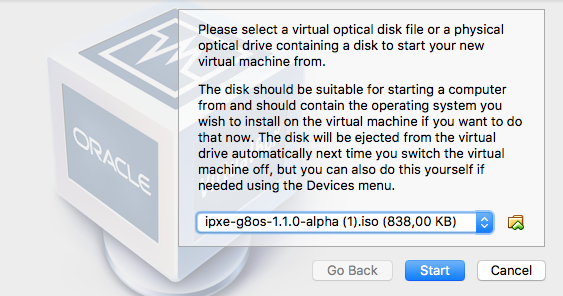 Please select a virtual optical disk file or a physical
optical drive containing a disk to start your new
virtual machine from.
The disk should be suitable for starting a computer
from and should contain the operating system you
wish to install on the virtual machine if you want to do
that now. The disk will be ejected from the virtual
drive automatically next time you switch the virtual
machine off, but you can also do this yourself if
needed using the Devices menu.
ORACLE
ipxe-g8os-1.1.0-alpha (1).iso (838,00 KB)
Go Back
Start
Cancel